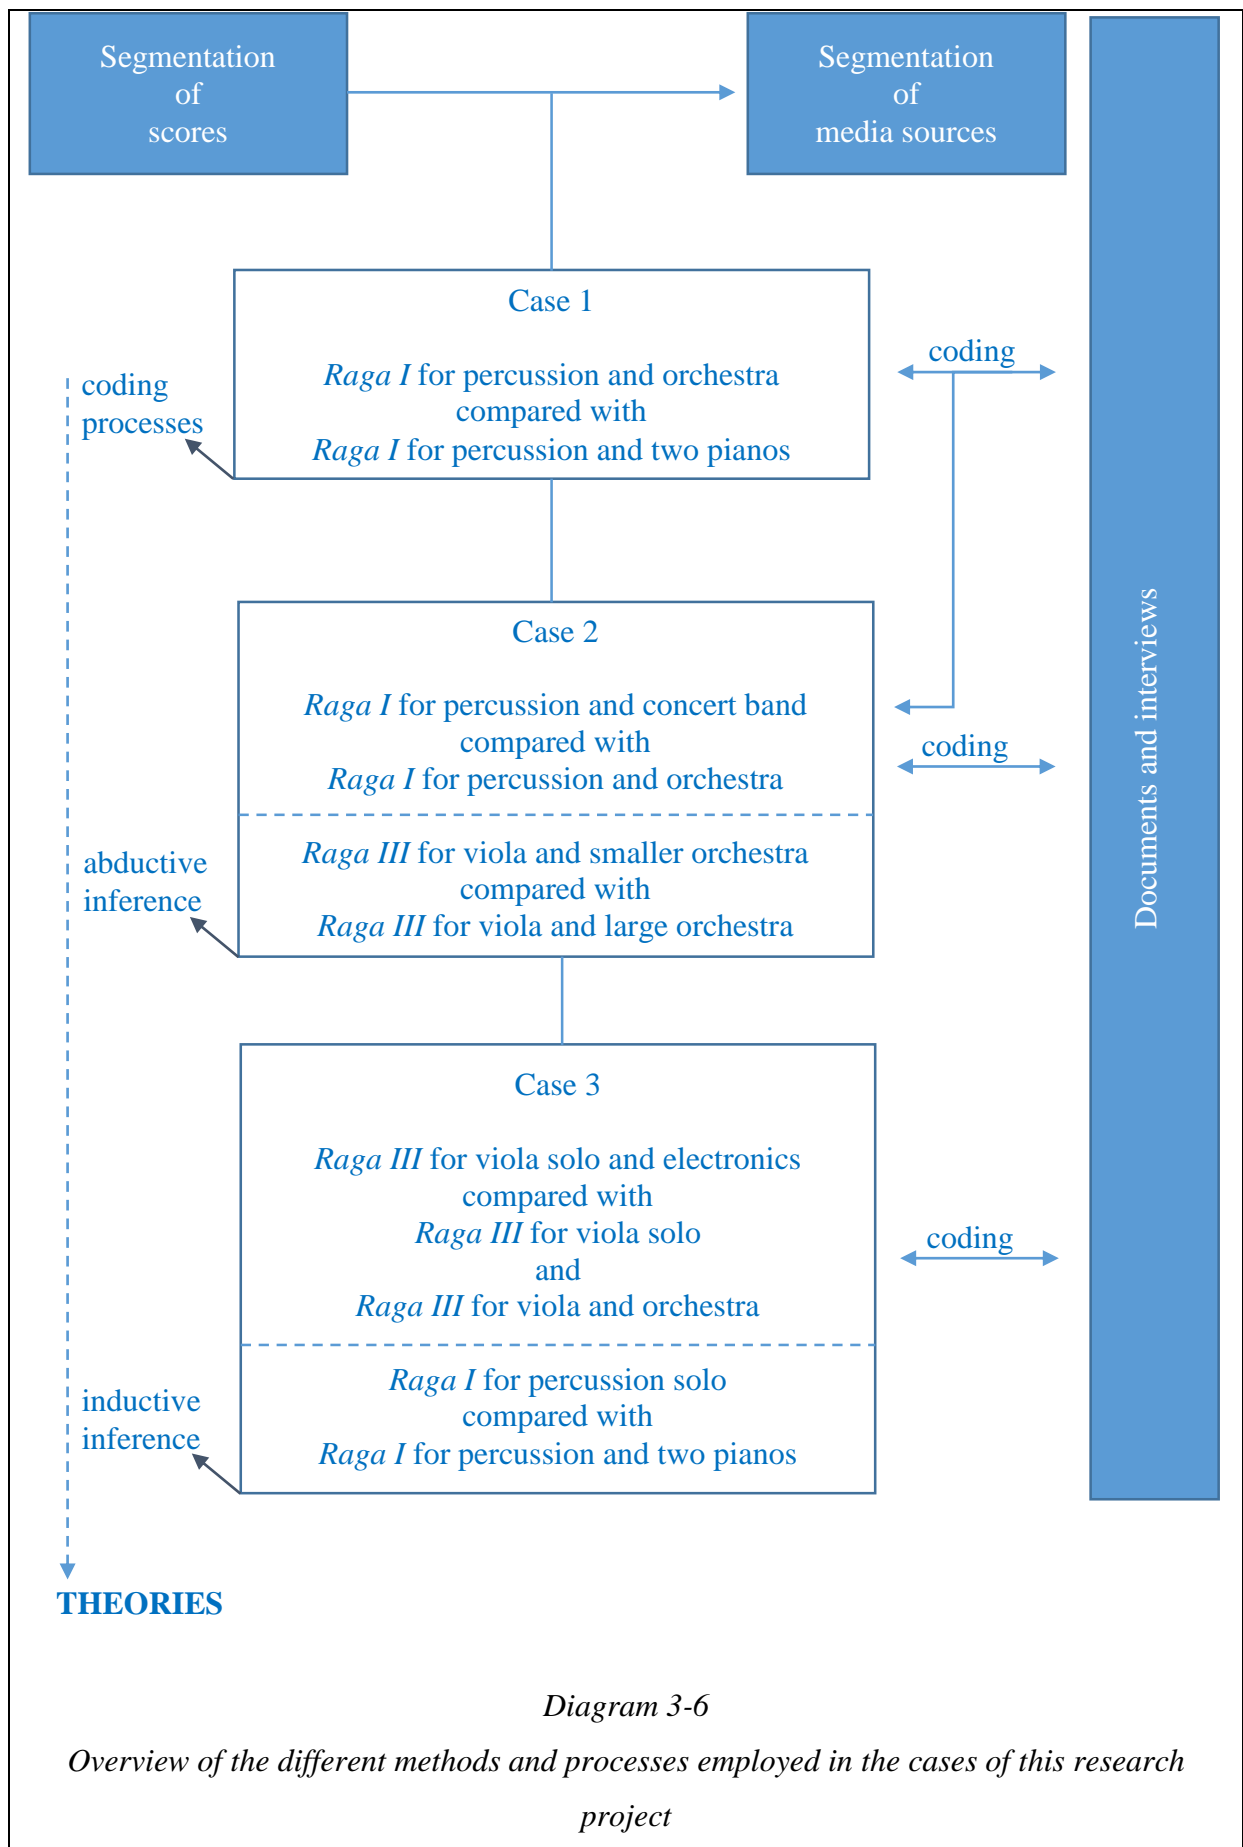 Segmentation
of
scores
Segmentation
of
media sources
Case 1
Raga I for percussion and orchestra
compared with
Raga I for percussion and two pianos
coding
coding
processes
Case 2
Raga I for percussion and concert band
compared with
Raga I for percussion and orchestra
coding
Raga III for viola and smaller orchestra
compared with
Raga III for viola and large orchestra
abductive
inference
Documents and interviews
Case 3
Raga III for viola solo and electronics
compared with
Raga III for viola solo
and
Raga III for viola and orchestra
coding
Raga I for percussion solo
compared with
Raga I for percussion and two pianos
inductive
inference
THEORIES
Diagram 3-6
Overview of the different methods and processes employed in the cases of this research
project